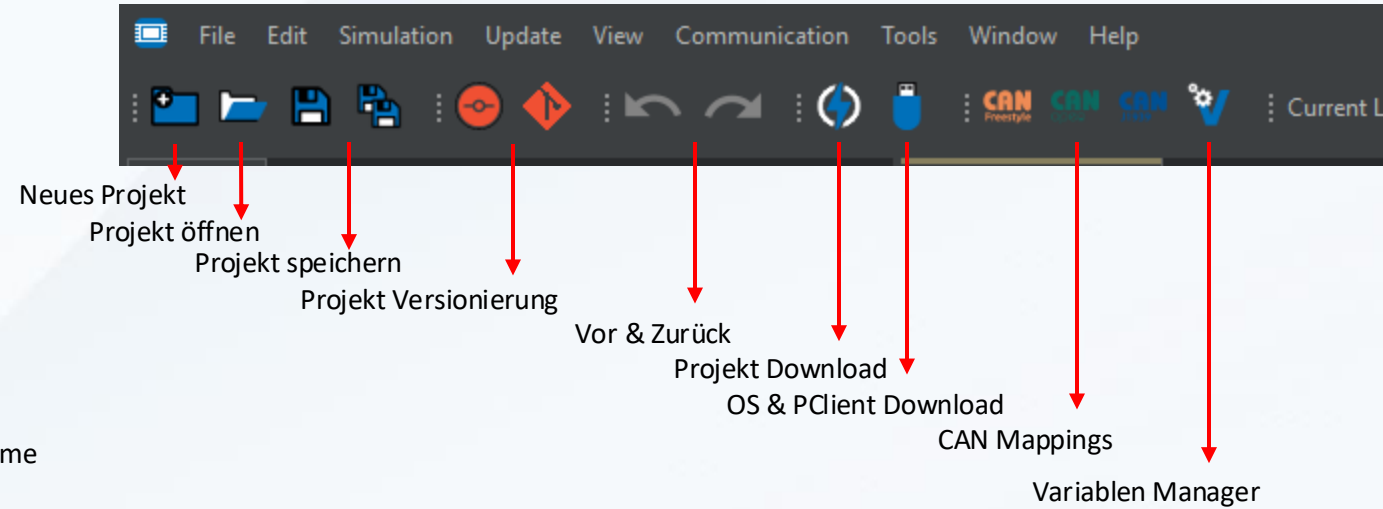 File Edit Simulation Update View Communication Tools Window Help
CAN Freestyle CAN CAN Current L
Neues Projekt
Projekt öffnen
Projekt speichern
Projekt Versionierung
Vor & Zurück
Projekt Download
OS & PClient Download
CAN Mappings
me
Variablen Manager